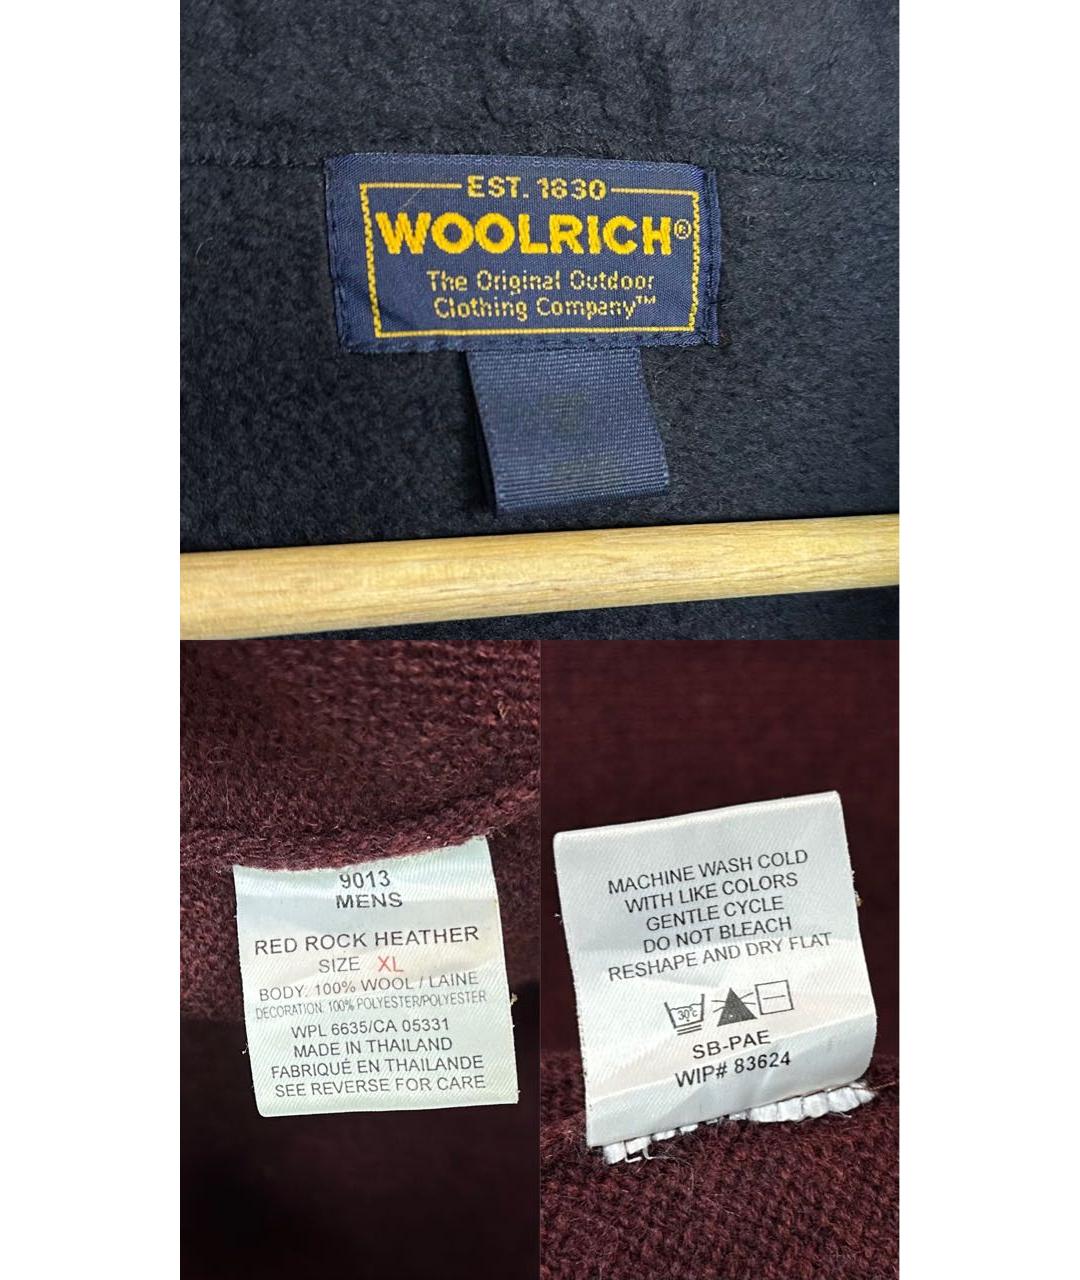 EST. 1830
WOOLRICH®
The Original Outdoor
Clothing Company™
9013
MENS
RED ROCK HEATHER
SIZE XL
BODY: 100% WOOL / LAINE
DECORATION: 100% POLYESTER/POLYESTER
WPL 6635/CA 05331
MADE IN THAILAND
FABRIQUÉ EN THAILANDE
SEE REVERSE FOR CARE
MACHINE WASH COLD
WITH LIKE COLORS
GENTLE CYCLE
DO NOT BLEACH
RESHAPE AND DRY FLAT
30°c
SB-PAE
WIP# 83624